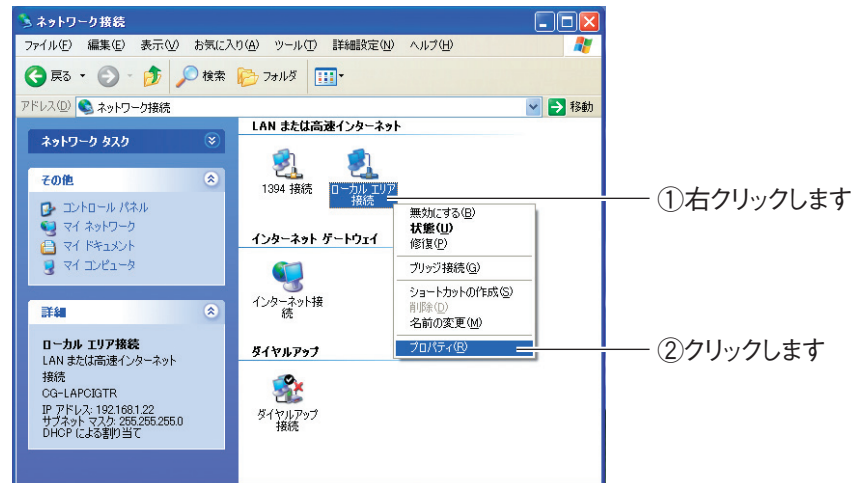 ネットワーク接続
ファイル(F) 編集(E) 表示(V) お気に入り(A) ツール(T) 詳細設定(N) ヘルプ(H)
戻る 検索 フォルダ
アドレス(D) ネットワーク接続 移動
ネットワーク タスク
その他
コントロール パネル
マイ ネットワーク
マイ ドキュメント
マイ コンピュータ
詳細
ローカル エリア接続
LAN または高速インターネット
接続
CG-LAPCIGTR
IP アドレス: 192.168.1.22
サブネット マスク: 255.255.255.0
DHCP による割り当て
LAN または高速インターネット
1394 接続
ローカル エリア
接続
インターネット ゲートウェイ
インターネット接
続
ダイヤルアップ
ダイヤルアップ
接続
無効にする(B)
状態(U)
修復(P)
ブリッジ接続(G)
ショートカットの作成(S)
削除(D)
名前の変更(M)
プロパティ(R)
①右クリックします
②クリックします